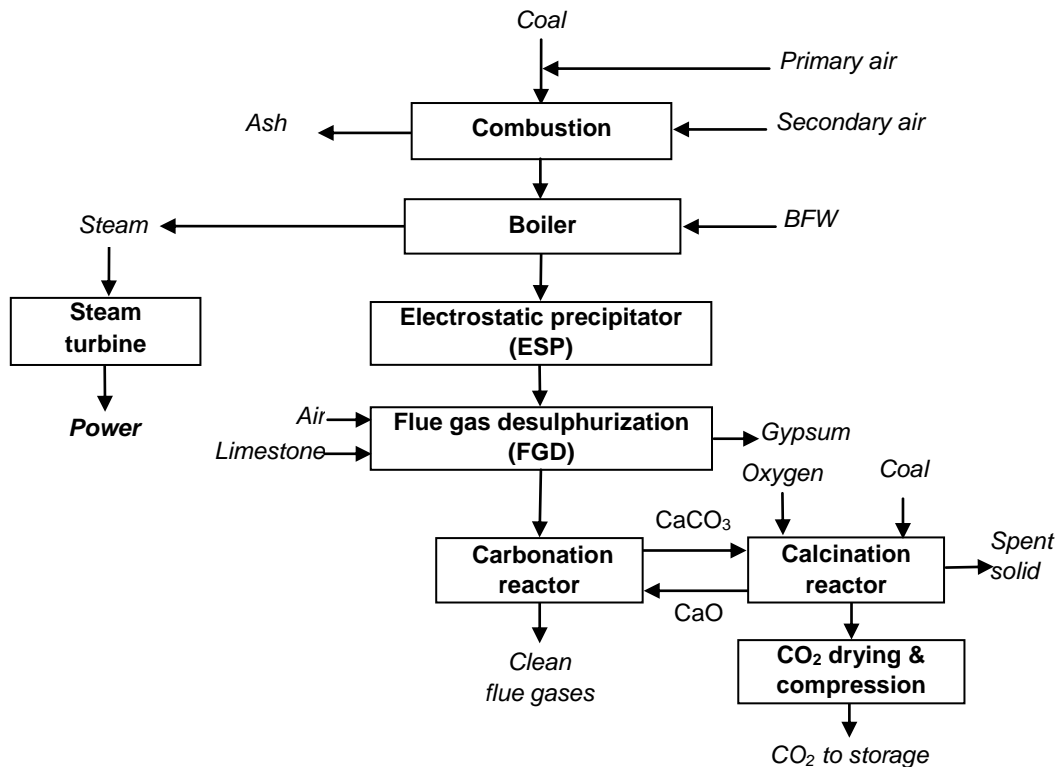 Coal
Primary air
Ash
Combustion
Secondary air
Steam
Boiler
BFW
Steam
turbine
Electrostatic precipitator
(ESP)
Power
Air
Limestone
Flue gas desulphurization
(FGD)
Gypsum
Oxygen
Coal
CaCO₃
Carbonation
reactor
Calcination
reactor
Spent
solid
CaO
Clean
flue gases
CO₂ drying &
compression
CO₂ to storage